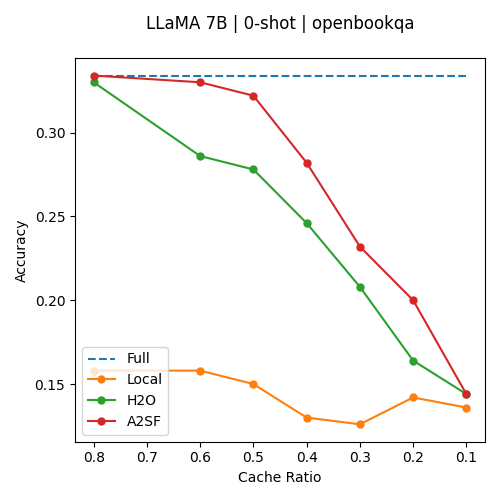 LLaMA 7B | 0-shot | openbookqa
0.30
0.25
0.20
0.15
Accuracy
Full
Local
H2O
A2SF
0.8 0.7 0.6 0.5 0.4 0.3 0.2 0.1
Cache Ratio